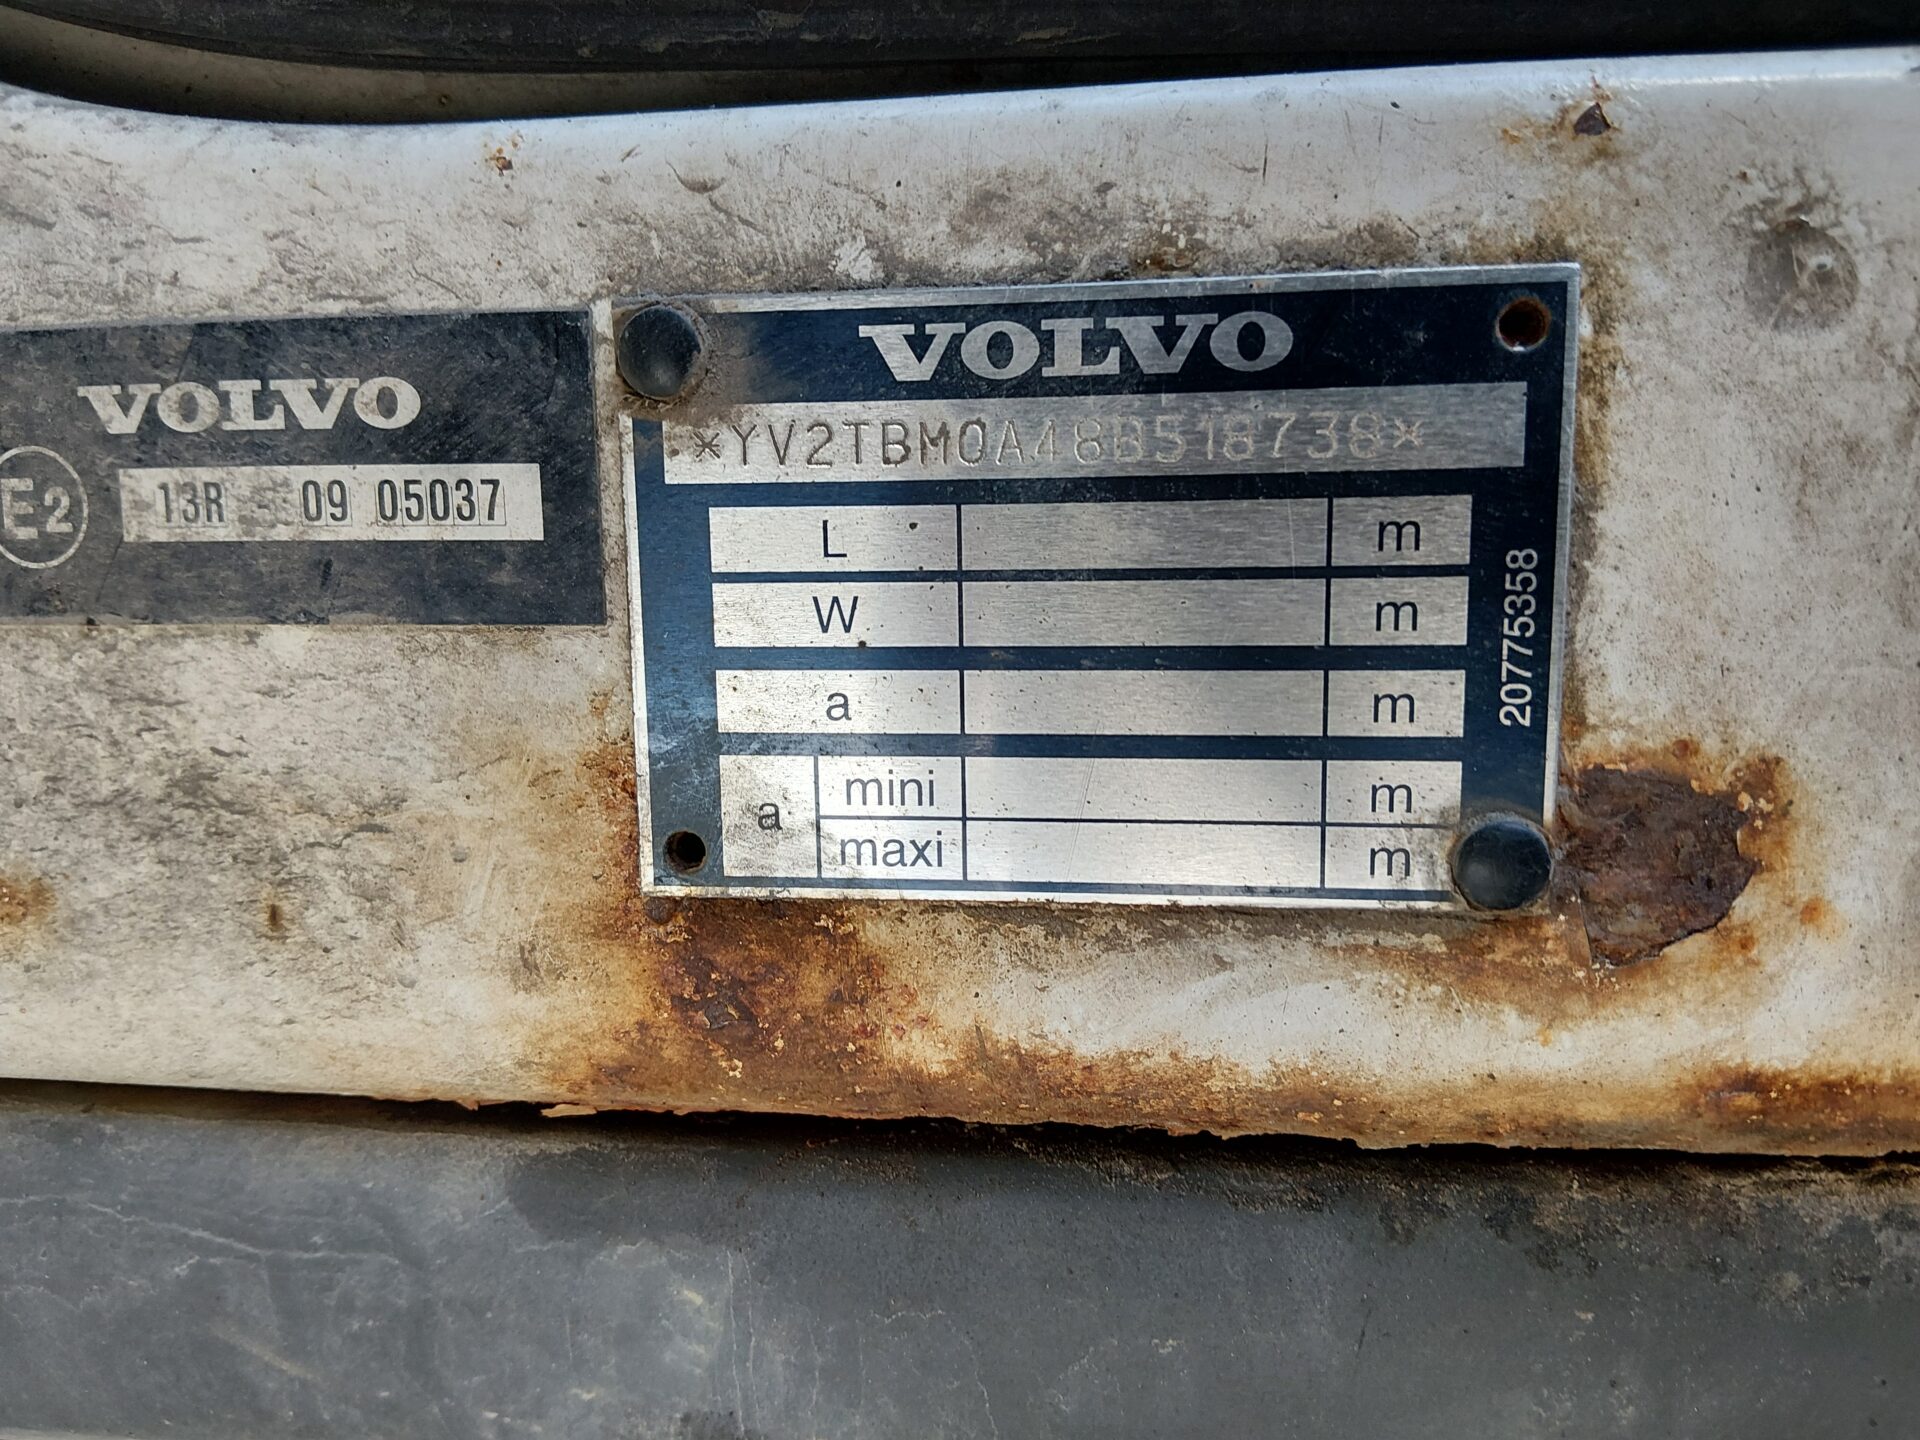 VOLVO
E2
13R 09 05037
VOLVO
*YV2TBM0A48B518738*
L m
W m
a m
a mini m
maxi m
20775358